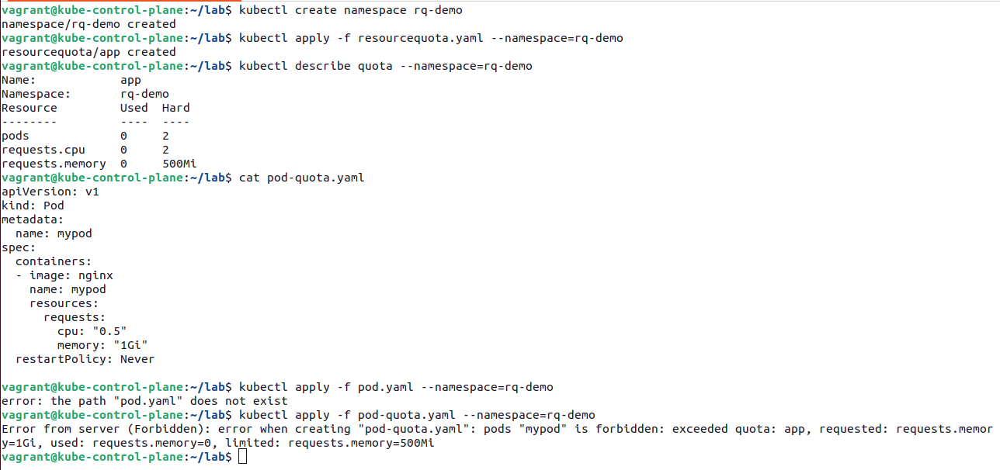 vagrant@kube-control-plane:~/lab$ kubectl create namespace rq-demo
namespace/rq-demo created
vagrant@kube-control-plane:~/lab$ kubectl apply -f resourcequota.yaml --namespace=rq-demo
resourcequota/app created
vagrant@kube-control-plane:~/lab$ kubectl describe quota --namespace=rq-demo
Name:            app
Namespace:       rq-demo
Resource         Used  Hard
--------         ----  ----
pods             0     2
requests.cpu     0     2
requests.memory  0     500Mi
vagrant@kube-control-plane:~/lab$ cat pod-quota.yaml
apiVersion: v1
kind: Pod
metadata:
  name: mypod
spec:
  containers:
  - image: nginx
    name: mypod
    resources:
      requests:
        cpu: "0.5"
        memory: "1Gi"
  restartPolicy: Never
vagrant@kube-control-plane:~/lab$ kubectl apply -f pod.yaml --namespace=rq-demo
error: the path "pod.yaml" does not exist
vagrant@kube-control-plane:~/lab$ kubectl apply -f pod-quota.yaml --namespace=rq-demo
Error from server (Forbidden): error when creating "pod-quota.yaml": pods "mypod" is forbidden: exceeded quota: app, requested: requests.memor
y=1Gi, used: requests.memory=0, limited: requests.memory=500Mi
vagrant@kube-control-plane:~/lab$